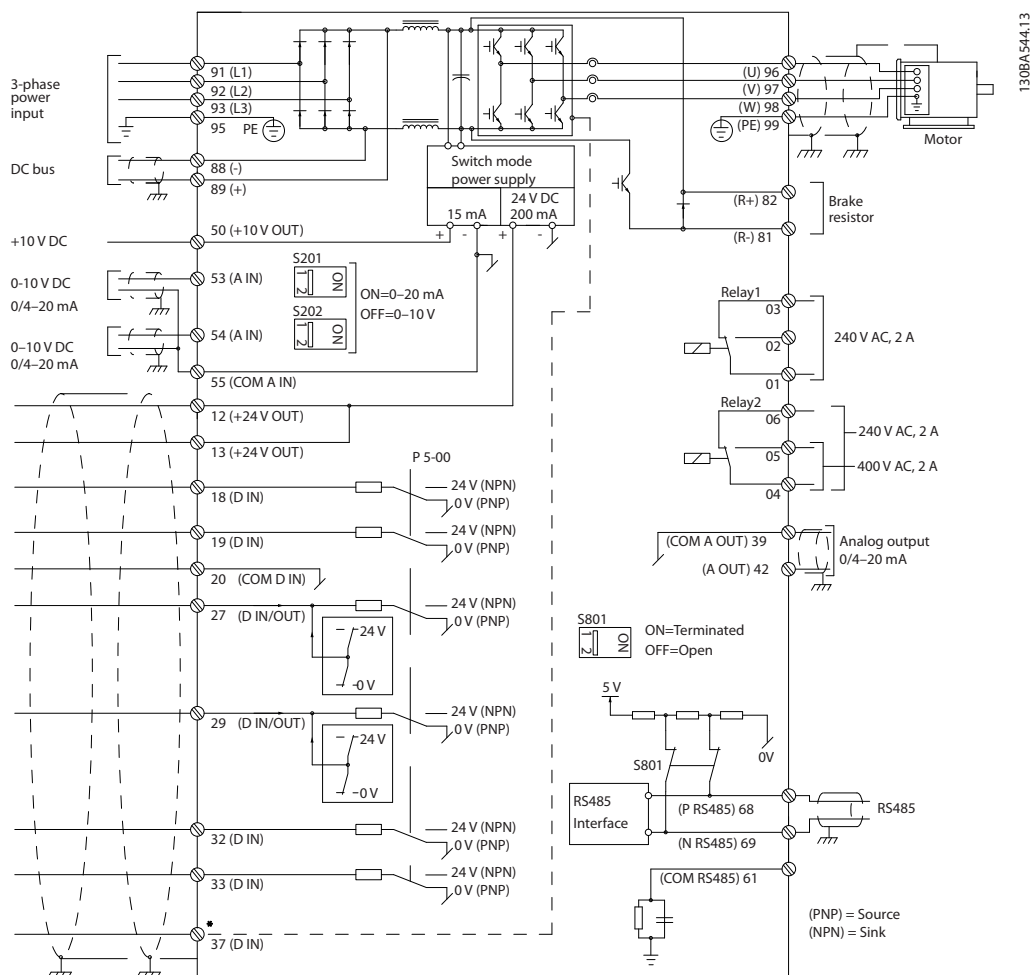 130BA544.13
3-phase
power
input
91 (L1)
92 (L2)
93 (L3)
95
PE
(U) 96
(V) 97
(W) 98
(PE) 99
Motor
DC bus
88 (-)
89 (+)
Switch mode
power supply
24 V DC
15 mA
200 mA
+
-
+
-
(R+) 82
(R-) 81
Brake
resistor
+10 V DC
50 (+10 V OUT)
0-10 V DC
0/4–20 mA
53 (A IN)
S201
1 2
ON
S202
1 2
ON
ON=0–20 mA
OFF=0–10 V
0–10 V DC
0/4–20 mA
54 (A IN)
55 (COM A IN)
Relay1
03
02
01
240 V AC, 2 A
Relay2
06
05
04
240 V AC, 2 A
400 V AC, 2 A
12 (+24 V OUT)
13 (+24 V OUT)
P 5-00
18 (D IN)
24 V (NPN)
0 V (PNP)
19 (D IN)
24 V (NPN)
0 V (PNP)
20 (COM D IN)
27 (D IN/OUT)
24 V (NPN)
0 V (PNP)
24 V
0 V
29 (D IN/OUT)
24 V (NPN)
0 V (PNP)
24 V
0 V
32 (D IN)
24 V (NPN)
0 V (PNP)
33 (D IN)
24 V (NPN)
0 V (PNP)
*
37 (D IN)
(COM A OUT) 39
(A OUT) 42
Analog output
0/4–20 mA
S801
1 2
ON
ON=Terminated
OFF=Open
5 V
0V
S801
RS485
Interface
(P RS485) 68
(N RS485) 69
RS485
(COM RS485) 61
(PNP) = Source
(NPN) = Sink